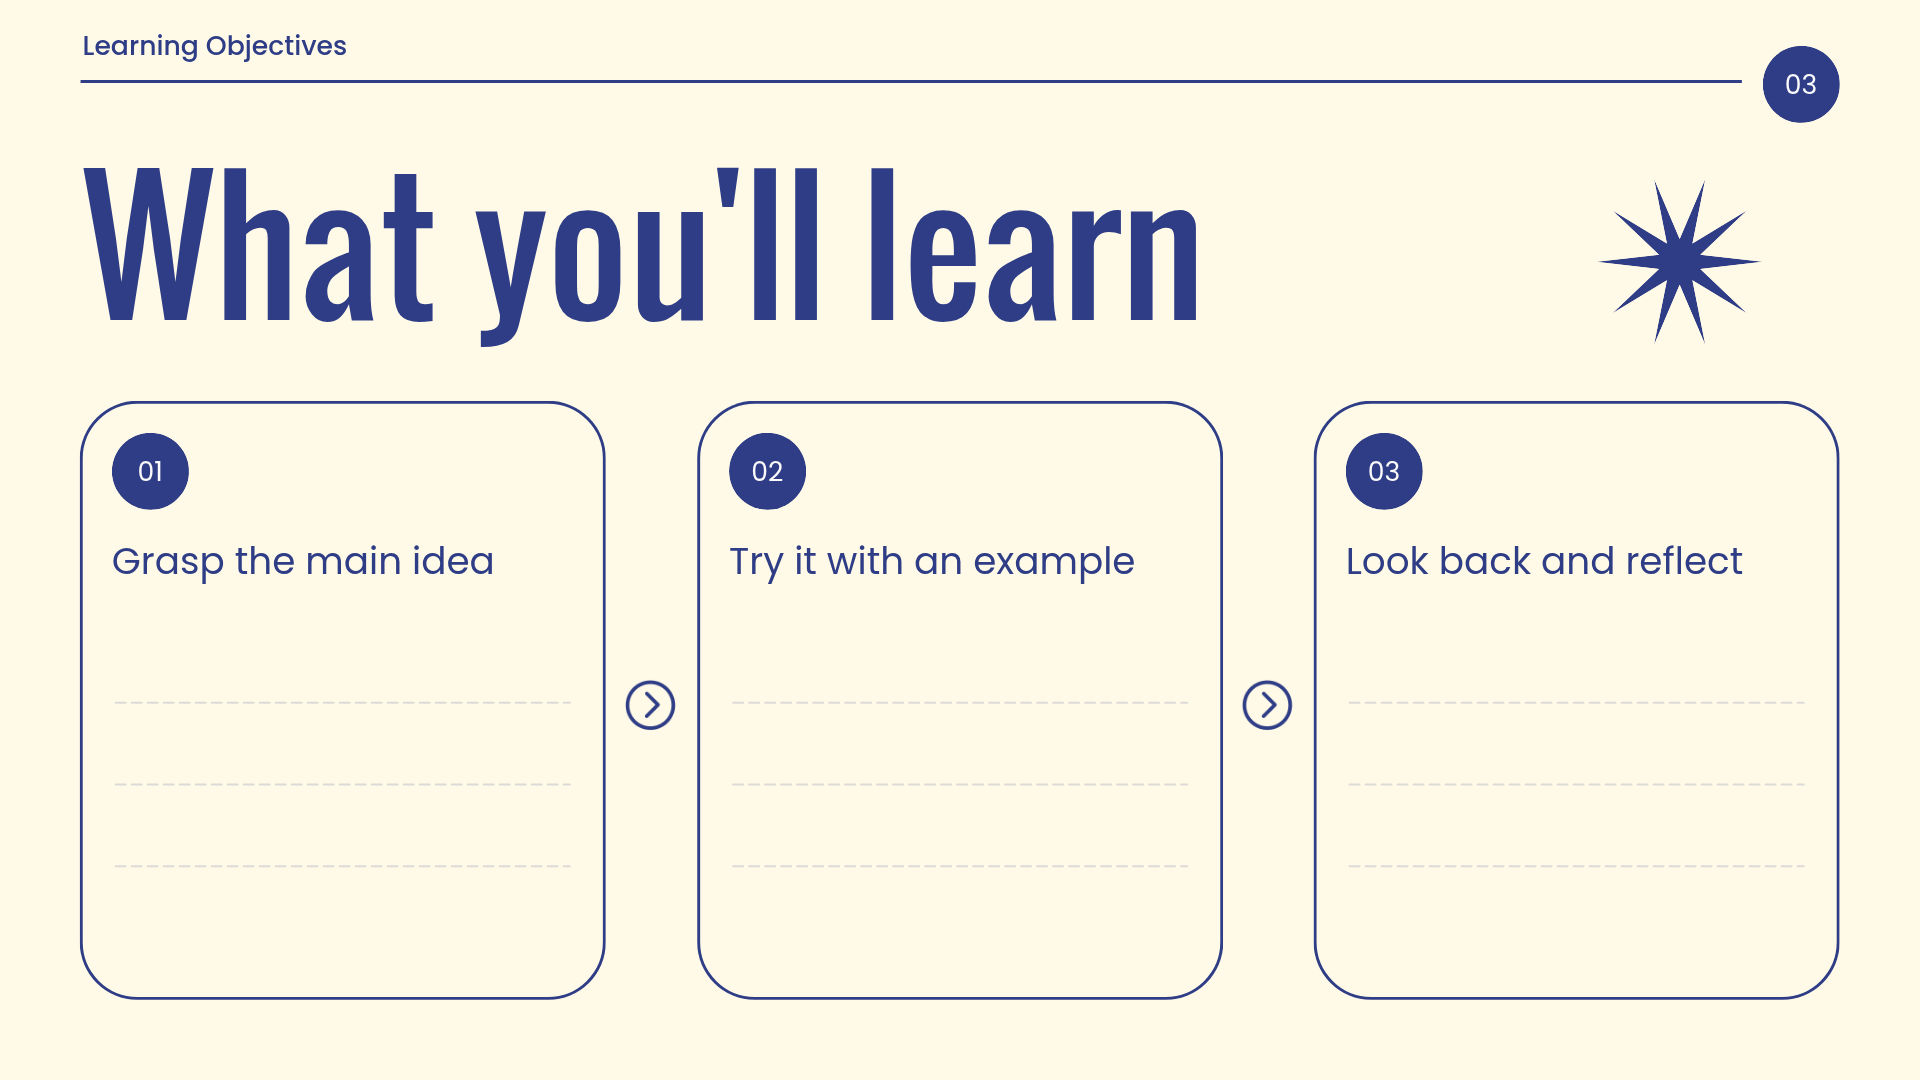 Learning Objectives
03
What you'll learn
01
Grasp the main idea
02
Try it with an example
03
Look back and reflect